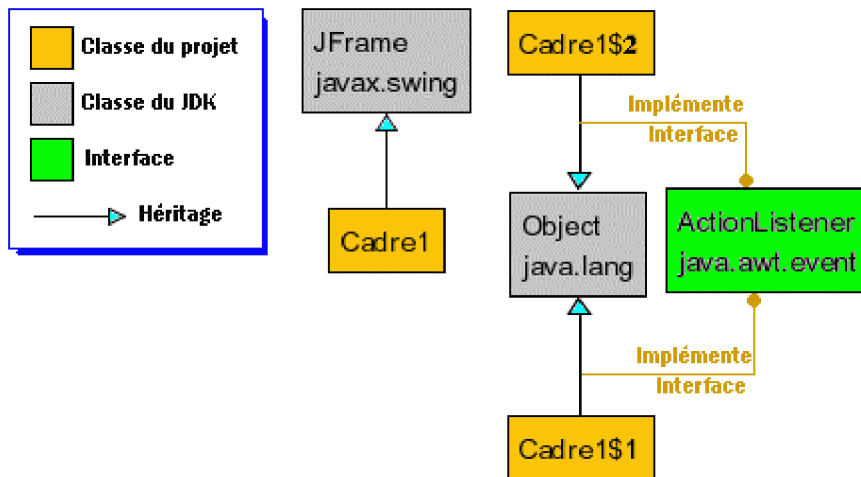 Classe du projet
Classe du JDK
Interface
Héritage
JFrame
javax.swing
Cadre1
Cadre1$2
Implémente
Interface
Object
java.lang
ActionListener
java.awt.event
Implémente
Interface
Cadre1$1